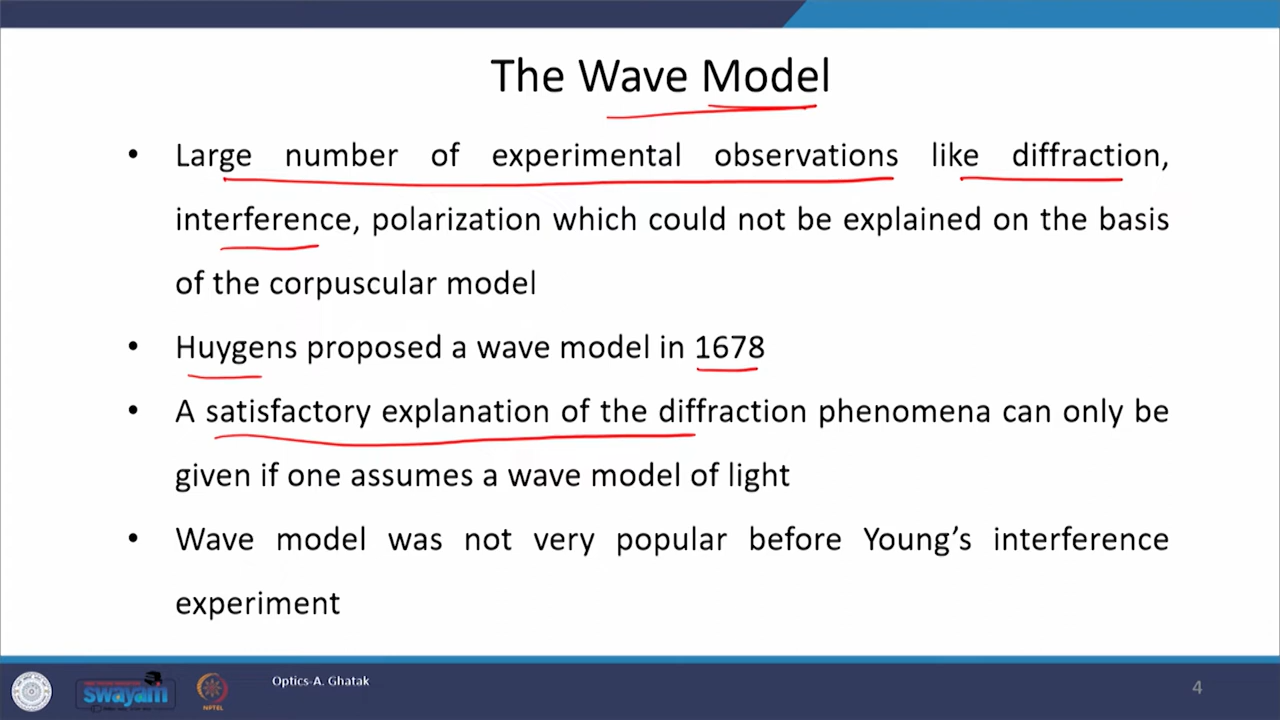 The Wave Model
• Large number of experimental observations like diffraction,
interference, polarization which could not be explained on the basis
of the corpuscular model
• Huygens proposed a wave model in 1678
• A satisfactory explanation of the diffraction phenomena can only be
given if one assumes a wave model of light
• Wave model was not very popular before Young’s interference
experiment
swayam
NPTEL
Optics-A. Ghatak
4